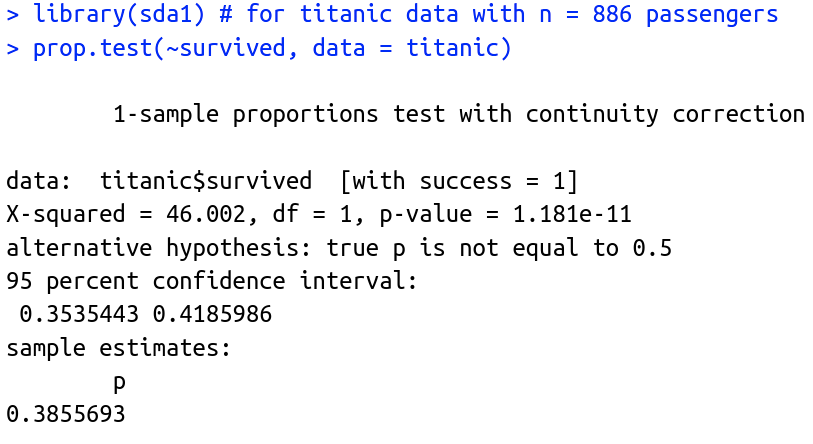 > library(sda1) # for titanic data with n = 886 passengers
> prop.test(~survived, data = titanic)
1-sample proportions test with continuity correction
data:  titanic$survived  [with success = 1]
X-squared = 46.002, df = 1, p-value = 1.181e-11
alternative hypothesis: true p is not equal to 0.5
95 percent confidence interval:
0.3535443 0.4185986
sample estimates:
p
0.3855693